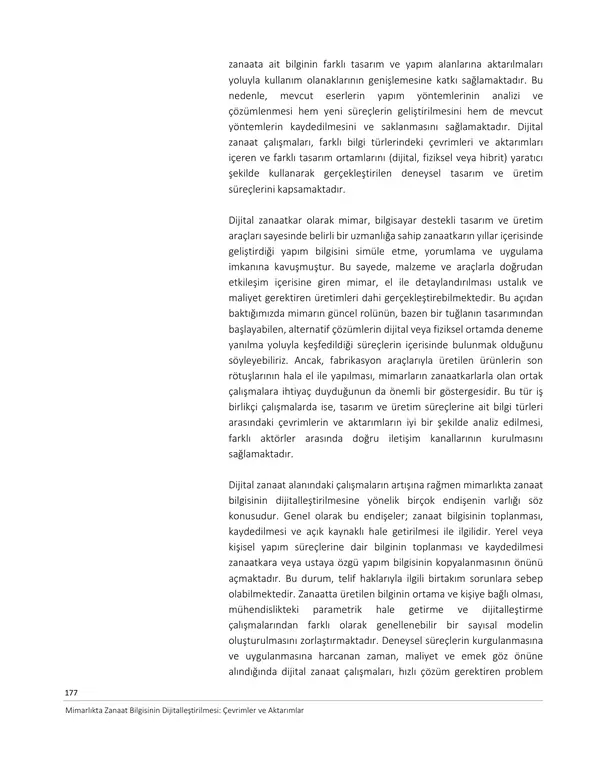 zanaata ait bilginin farklı tasarım ve yapım alanlarına aktarılmaları
yoluyla kullanım olanaklarının genişlemesine katkı sağlamaktadır. Bu
nedenle, mevcut eserlerin yapım yöntemlerinin analizi ve
çözümlenmesi hem yeni süreçlerin geliştirilmesini hem de mevcut
yöntemlerin kaydedilmesini ve saklanmasını sağlamaktadır. Dijital
zanaat çalışmaları, farklı bilgi türlerindeki çevrimleri ve aktarımları
içeren ve farklı tasarım ortamlarını (dijital, fiziksel veya hibrit) yaratıcı
şekilde kullanarak gerçekleştirilen deneysel tasarım ve üretim
süreçlerini kapsamaktadır.
Dijital zanaatkar olarak mimar, bilgisayar destekli tasarım ve üretim
araçları sayesinde belirli bir uzmanlığa sahip zanaatkarın yıllar içerisinde
geliştirdiği yapım bilgisini simüle etme, yorumlama ve uygulama
imkanına kavuşmuştur. Bu sayede, malzeme ve araçlarla doğrudan
etkileşim içerisine giren mimar, el ile detaylandırılması ustalık ve
maliyet gerektiren üretimleri dahi gerçekleştirebilmektedir. Bu açıdan
baktığımızda mimarın güncel rolünün, bazen bir tuğlanın tasarımından
başlayabilen, alternatif çözümlerin dijital veya fiziksel ortamda deneme
yanılma yoluyla keşfedildiği süreçlerin içerisinde bulunmak olduğunu
söyleyebiliriz. Ancak, fabrikasyon araçlarıyla üretilen ürünlerin son
rötuşlarının hala el ile yapılması, mimarların zanaatkarlarla olan ortak
çalışmalara ihtiyaç duyduğunun da önemli bir göstergesidir. Bu tür iş
birlikçi çalışmalarda ise, tasarım ve üretim süreçlerine ait bilgi türleri
arasındaki çevrimlerin ve aktarımların iyi bir şekilde analiz edilmesi,
farklı aktörler arasında doğru iletişim kanallarının kurulmasını
sağlamaktadır.
Dijital zanaat alanındaki çalışmaların artışına rağmen mimarlıkta zanaat
bilgisinin dijitalleştirilmesine yönelik birçok endişenin varlığı söz
konusudur. Genel olarak bu endişeler; zanaat bilgisinin toplanması,
kaydedilmesi ve açık kaynaklı hale getirilmesi ile ilgilidir. Yerel veya
kişisel yapım süreçlerine dair bilginin toplanması ve kaydedilmesi
zanaatkara veya ustaya özgü yapım bilgisinin kopyalanmasının önünü
açmaktadır. Bu durum, telif haklarıyla ilgili birtakım sorunlara sebep
olabilmektedir. Zanaatta üretilen bilginin ortama ve kişiye bağlı olması,
mühendislikteki parametrik hale getirme ve dijitalleştirme
çalışmalarından farklı olarak genellenebilir bir sayısal modelin
oluşturulmasını zorlaştırmaktadır. Deneysel süreçlerin kurgulanmasına
ve uygulanmasına harcanan zaman, maliyet ve emek göz önüne
alındığında dijital zanaat çalışmaları, hızlı çözüm gerektiren problem
177
Mimarlıkta Zanaat Bilgisinin Dijitalleştirilmesi: Çevrimler ve Aktarımlar